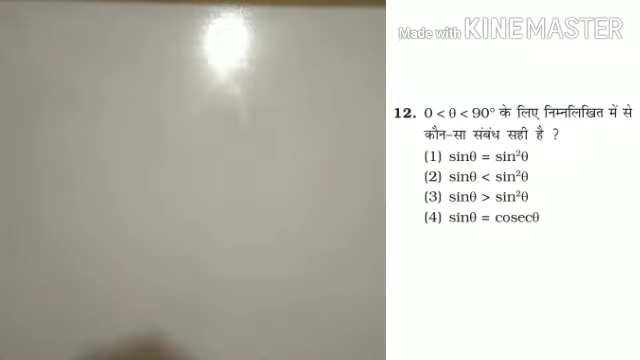 Made with KINEMASTER
12. 0 < θ < 90° के लिए निम्नलिखित में से
कौन-सा संबंध सही है ?
(1) sinθ = sin²θ
(2) sinθ < sin²θ
(3) sinθ > sin²θ
(4) sinθ = cosecθ